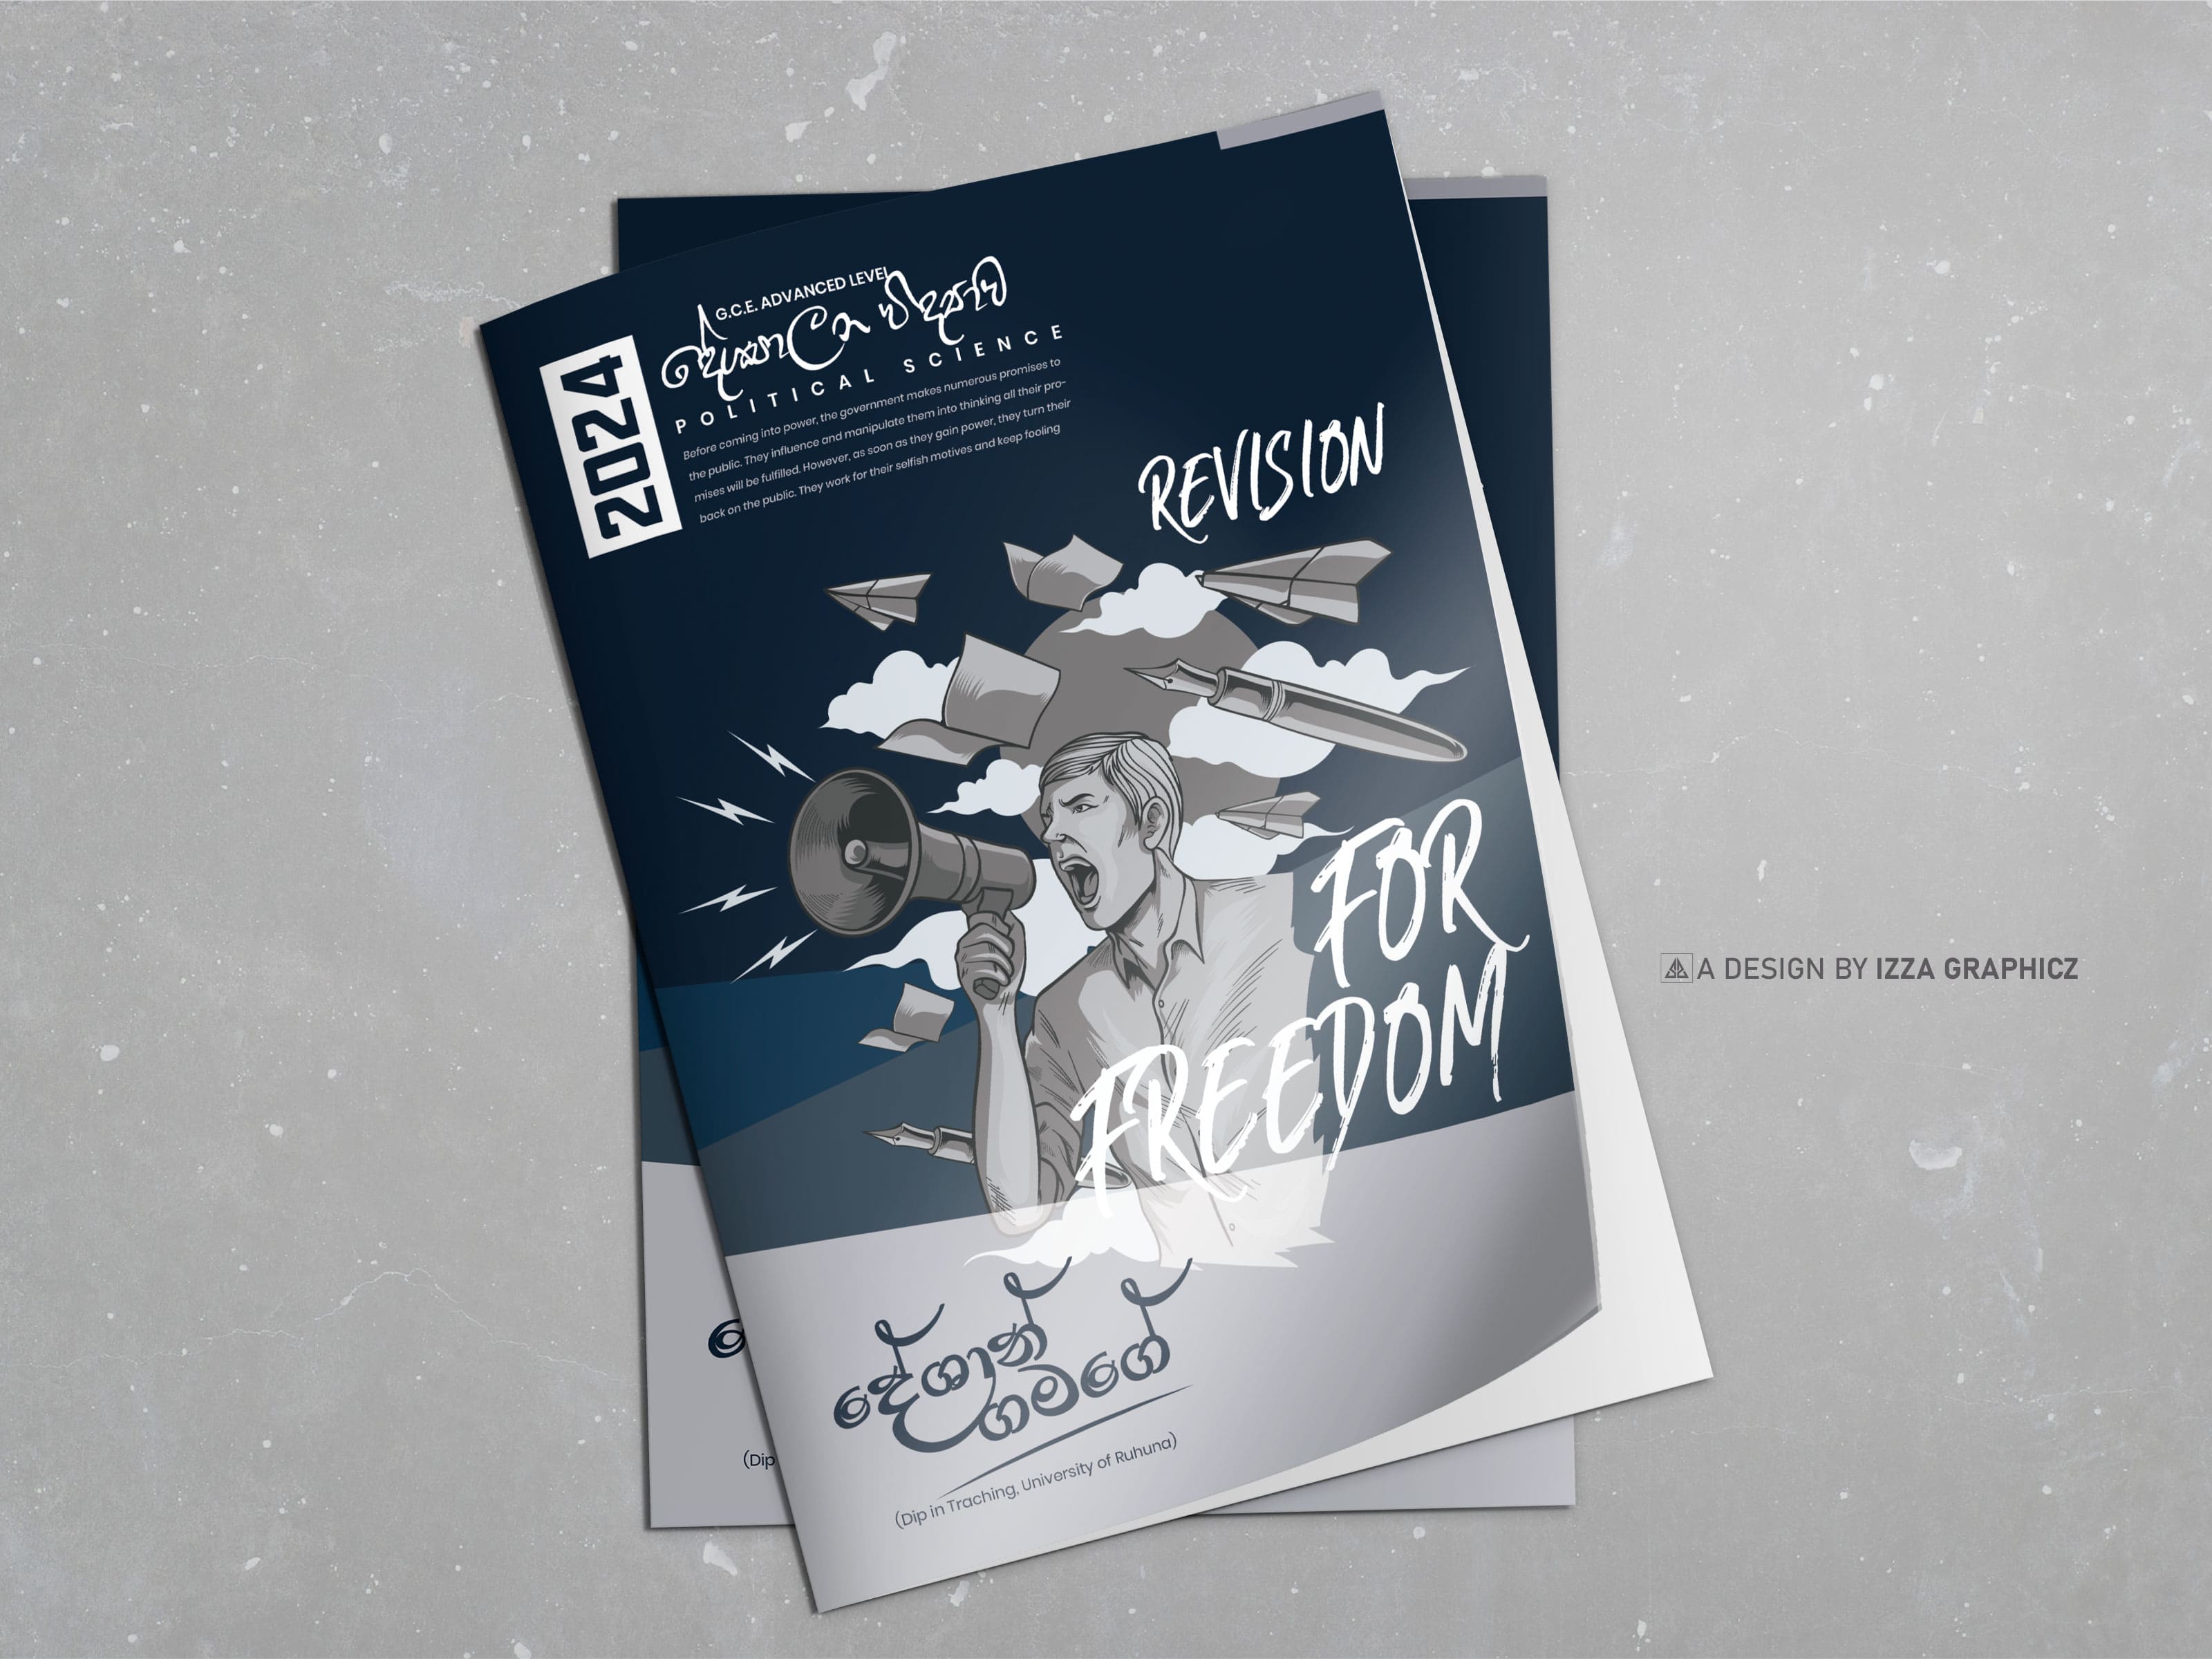 2024
G.C.E. ADVANCED LEVEL
දේශපාලන විද්‍යාව
POLITICAL SCIENCE
Before coming into power, the government makes numerous promises to
the public. They influence and manipulate them into thinking all their pro-
mises will be fulfilled. However, as soon as they gain power, they turn their
back on the public. They work for their selfish motives and keep fooling
REVISION
FOR
FREEDOM
A DESIGN BY IZZA GRAPHICZ
දේශාන්
ගමගේ
(Dip in Traching, University of Ruhuna)
(Dip